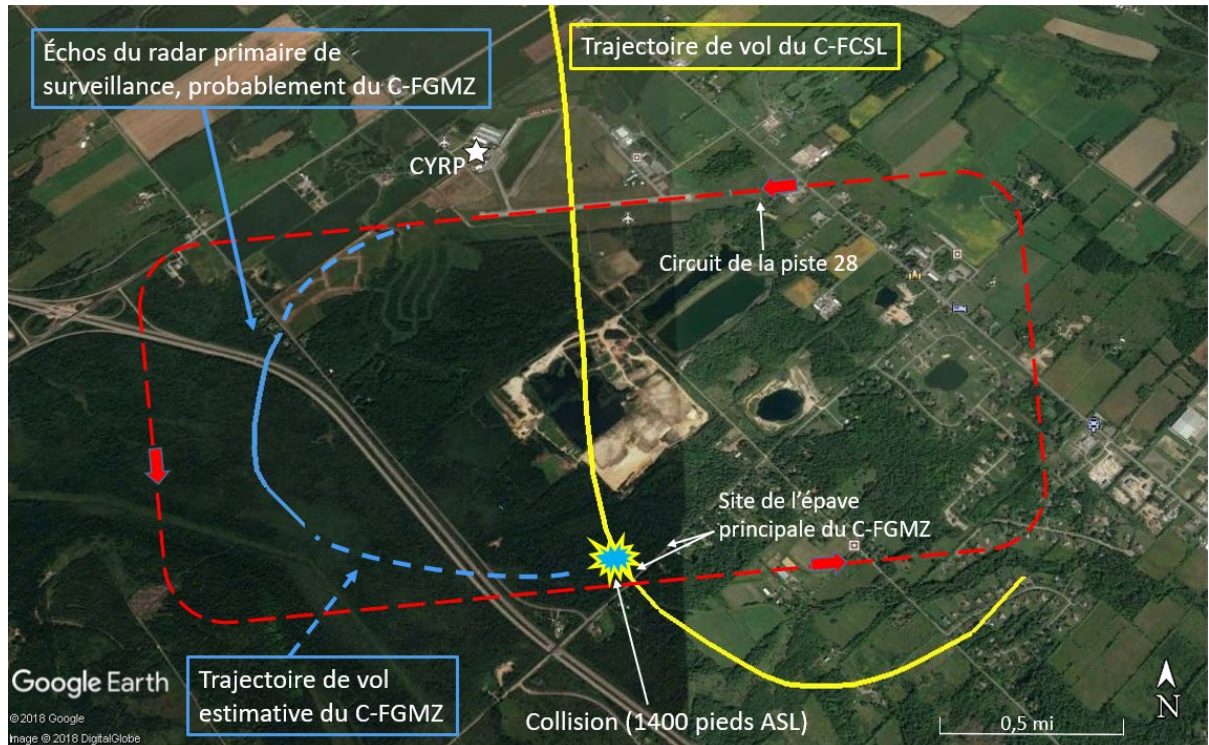 Échos du radar primaire de
surveillance, probablement du C-FGMZ
Trajectoire de vol du C-FCSL
CYRP
Circuit de la piste 28
Site de l'épave
principale du C-FGMZ
Trajectoire de vol
estimative du C-FGMZ
Collision (1400 pieds ASL)
N
0,5 mi
Google Earth
© 2018 Google
Image © 2018 DigitalGlobe